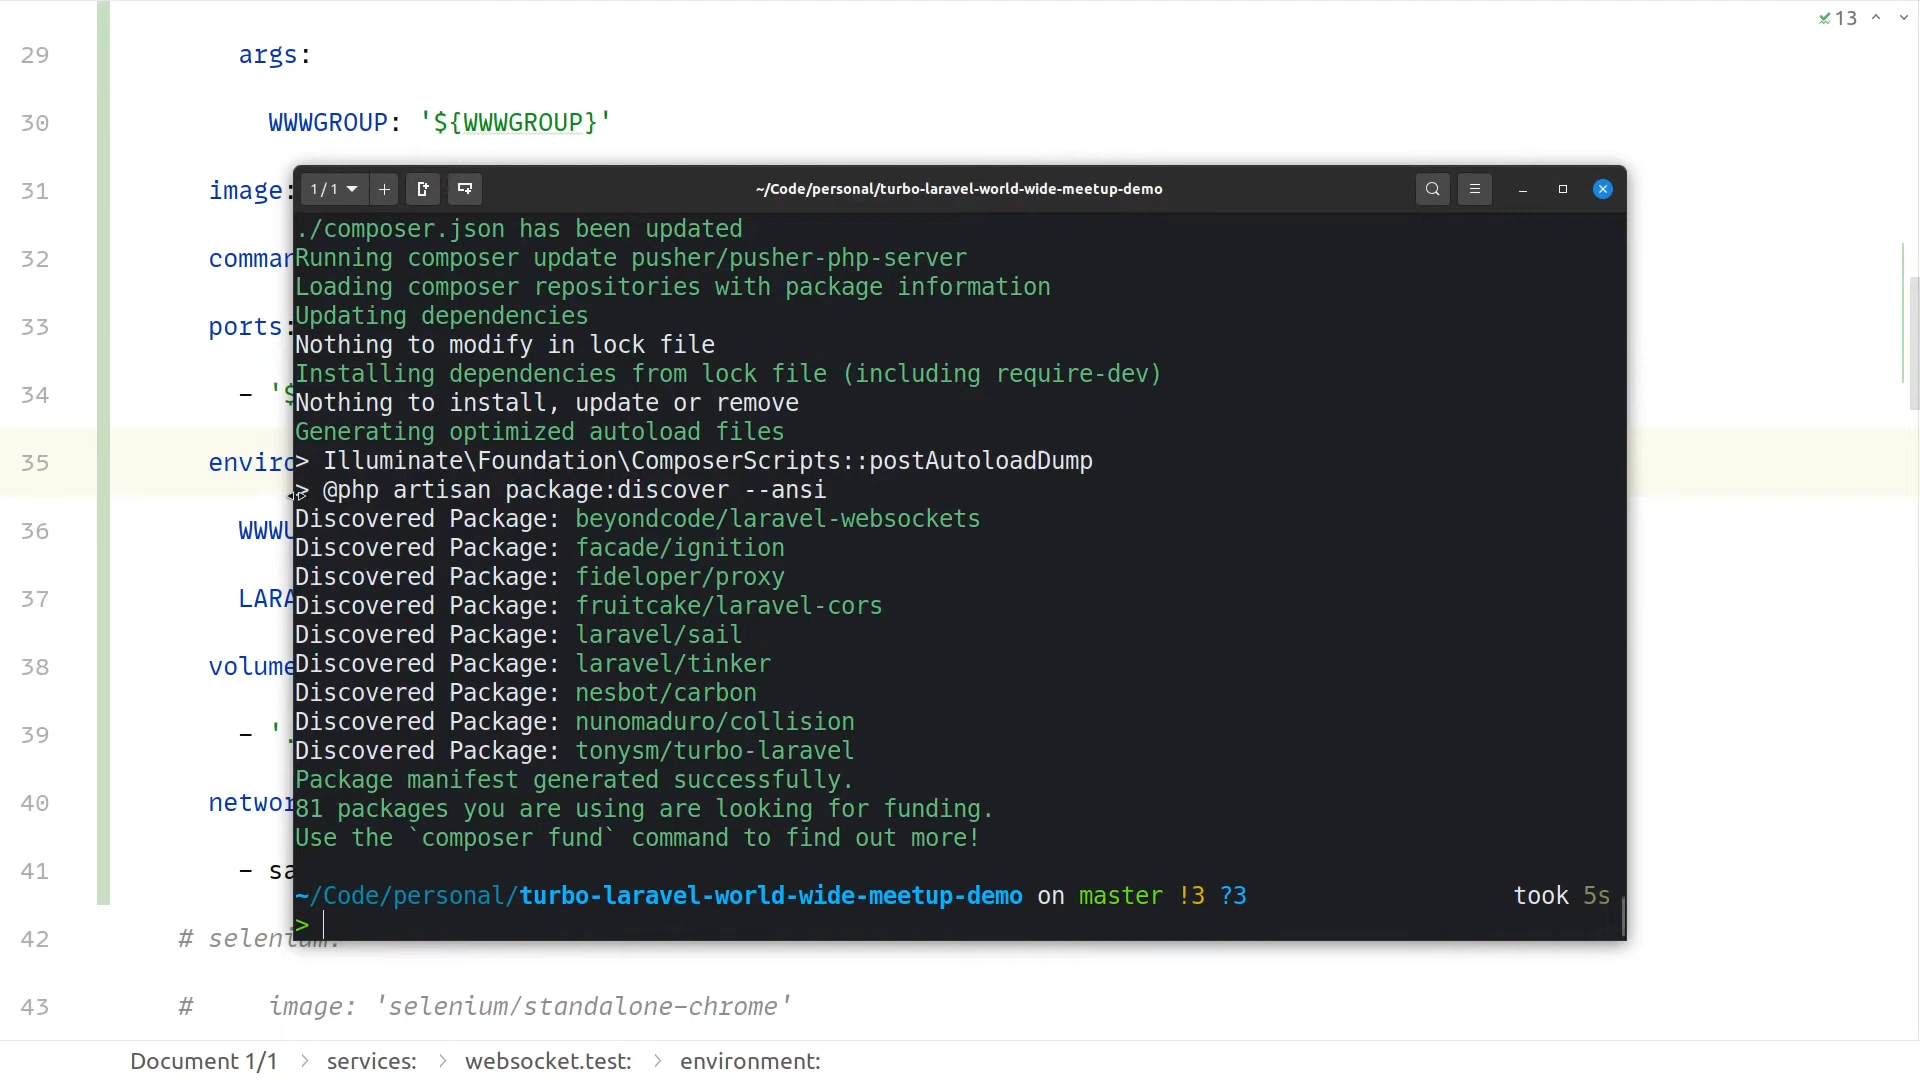 13
29 args:
30 WWWGROUP: '${WWWGROUP}'
31 image:
32 comman
33 ports:
34 - '$
35 enviro
36 WWWU
37 LARA
38 volume
39 - '.
40 networ
41 - sa
42 # selenium:
43 # image: 'selenium/standalone-chrome'
1/1
~/Code/personal/turbo-laravel-world-wide-meetup-demo
./composer.json has been updated
Running composer update pusher/pusher-php-server
Loading composer repositories with package information
Updating dependencies
Nothing to modify in lock file
Installing dependencies from lock file (including require-dev)
Nothing to install, update or remove
Generating optimized autoload files
> Illuminate\Foundation\ComposerScripts::postAutoloadDump
> @php artisan package:discover --ansi
Discovered Package: beyondcode/laravel-websockets
Discovered Package: facade/ignition
Discovered Package: fideloper/proxy
Discovered Package: fruitcake/laravel-cors
Discovered Package: laravel/sail
Discovered Package: laravel/tinker
Discovered Package: nesbot/carbon
Discovered Package: nunomaduro/collision
Discovered Package: tonysm/turbo-laravel
Package manifest generated successfully.
81 packages you are using are looking for funding.
Use the `composer fund` command to find out more!
~/Code/personal/turbo-laravel-world-wide-meetup-demo on master !3 ?3 took 5s
>
Document 1/1 > services: > websocket.test: > environment: